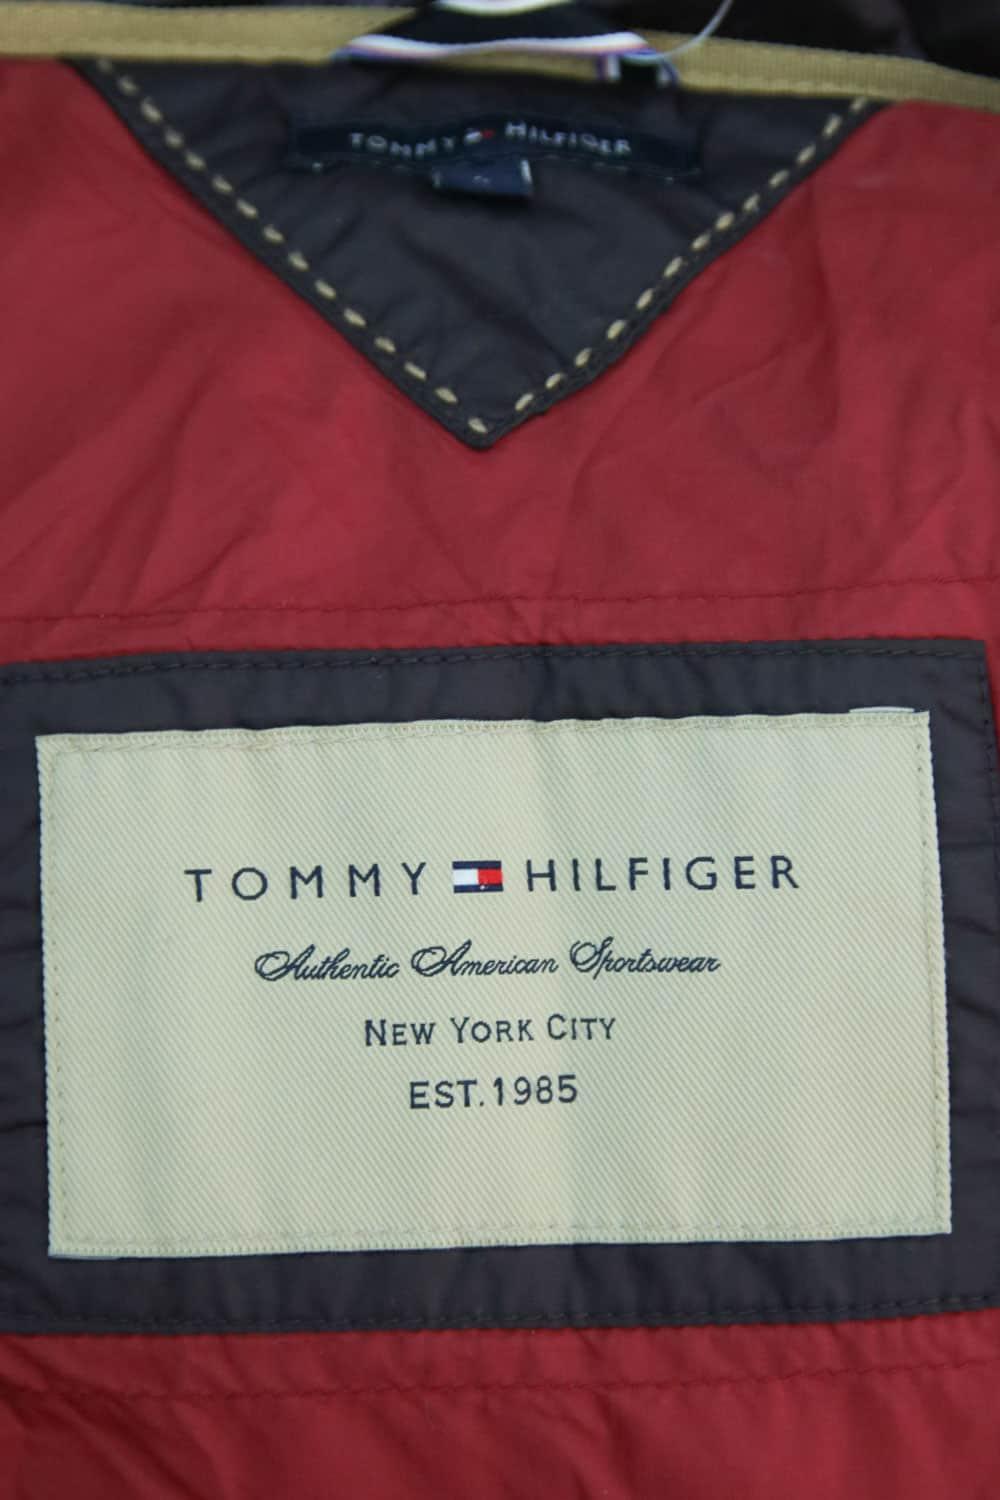 TOMMY HILFIGER
TOMMY HILFIGER
Authentic American Sportswear
NEW YORK CITY
EST. 1985